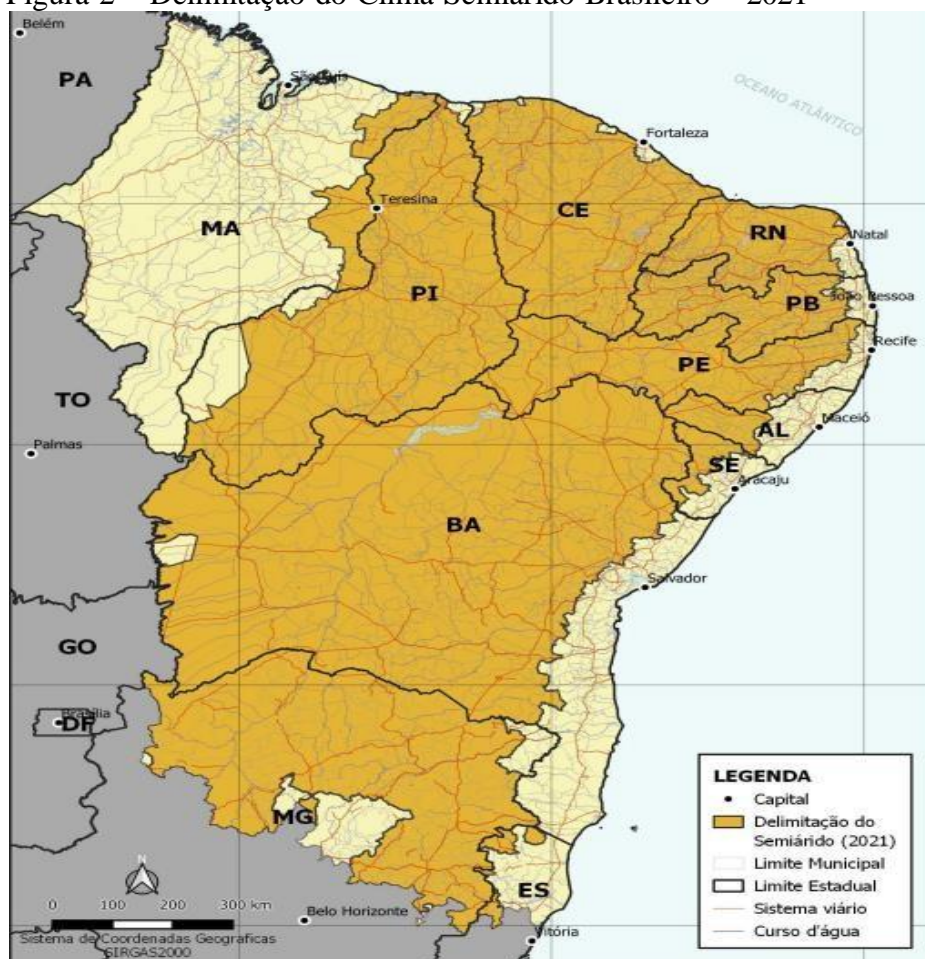 Figura 2 – Delimitação do Clima Semiárido Brasileiro – 2021
Belém
PA
São Luís
OCEANO ATLÂNTICO
Fortaleza
Teresina
CE
MA
RN
Natal
PI
PB
João Pessoa
Recife
PE
TO
AL
Maceió
Palmas
SE
Aracaju
BA
Salvador
GO
Brasília
DF
MG
ES
N
0 100 200 300 km
Belo Horizonte
Vitória
Sistema de Coordenadas Geograficas
SIRGAS2000
LEGENDA
Capital
Delimitação do
Semiárido (2021)
Limite Municipal
Limite Estadual
Sistema viário
Curso d'água